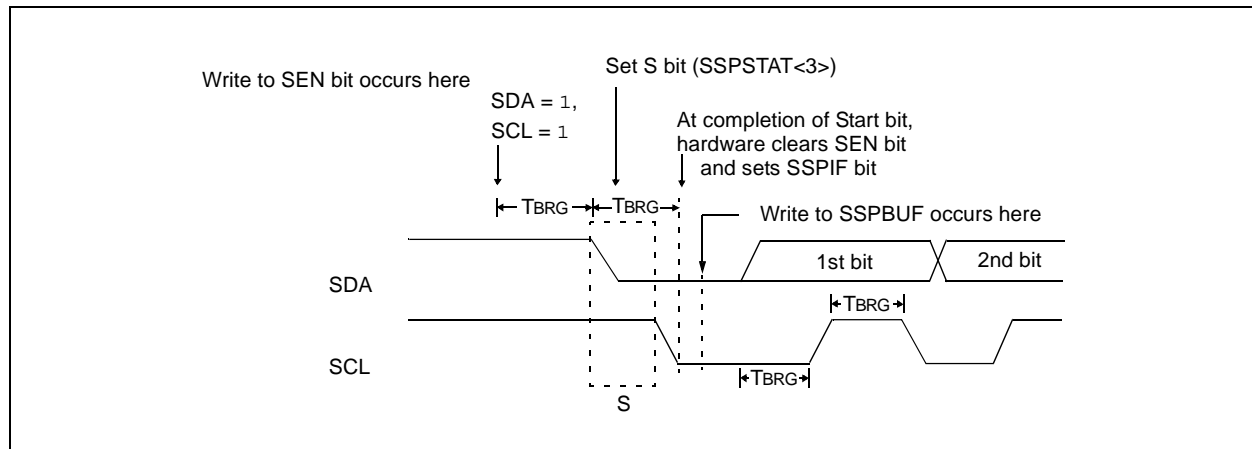 Set S bit (SSPSTAT<3>)
Write to SEN bit occurs here
SDA = 1,
SCL = 1
At completion of Start bit,
hardware clears SEN bit
and sets SSPIF bit
TBRG
TBRG
Write to SSPBUF occurs here
1st bit
2nd bit
SDA
TBRG
SCL
TBRG
S